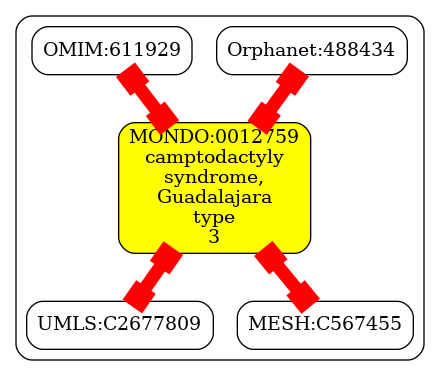 OMIM:611929
Orphanet:488434
MONDO:0012759
camptodactyly
syndrome,
Guadalajara
type
3
UMLS:C2677809
MESH:C567455